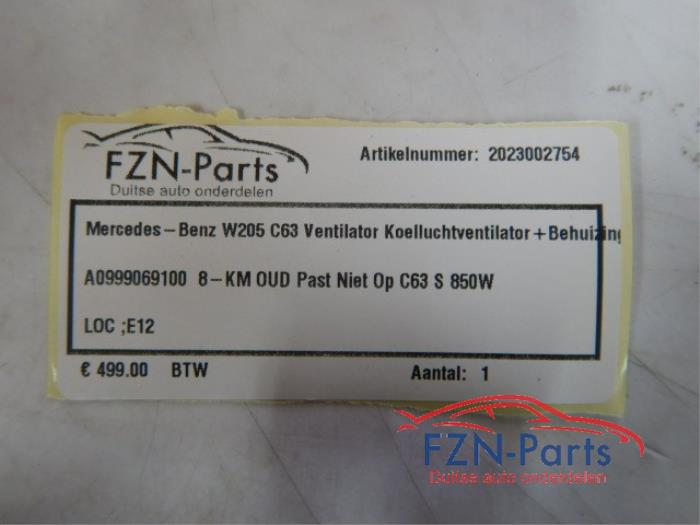 FZN-Parts
Duitse auto onderdelen
Artikelnummer: 2023002754
Mercedes-Benz W205 C63 Ventilator Koelluchtventilator+Behuizing
A0999069100 8-KM OUD Past Niet Op C63 S 850W
LOC ;E12
€ 499.00 BTW
Aantal: 1
FZN-Parts
Duitse auto onderdelen